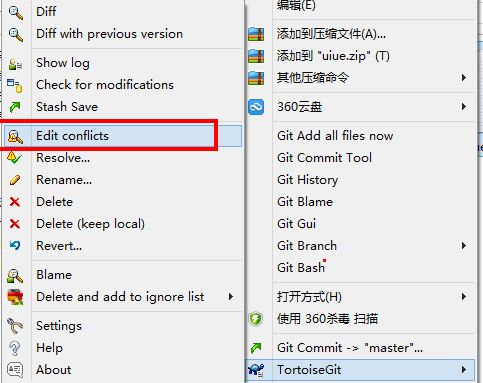 Diff
Diff with previous version
Show log
Check for modifications
Stash Save
Edit conflicts
Resolve...
Rename...
Delete
Delete (keep local)
Revert...
Blame
Delete and add to ignore list
Settings
Help
About
编辑(E)
添加到压缩文件(A)...
添加到 "uiue.zip" (T)
其他压缩命令
360云盘
Git Add all files now
Git Commit Tool
Git History
Git Blame
Git Gui
Git Branch
Git Bash
打开方式(H)
使用 360杀毒 扫描
Git Commit -> "master"...
TortoiseGit